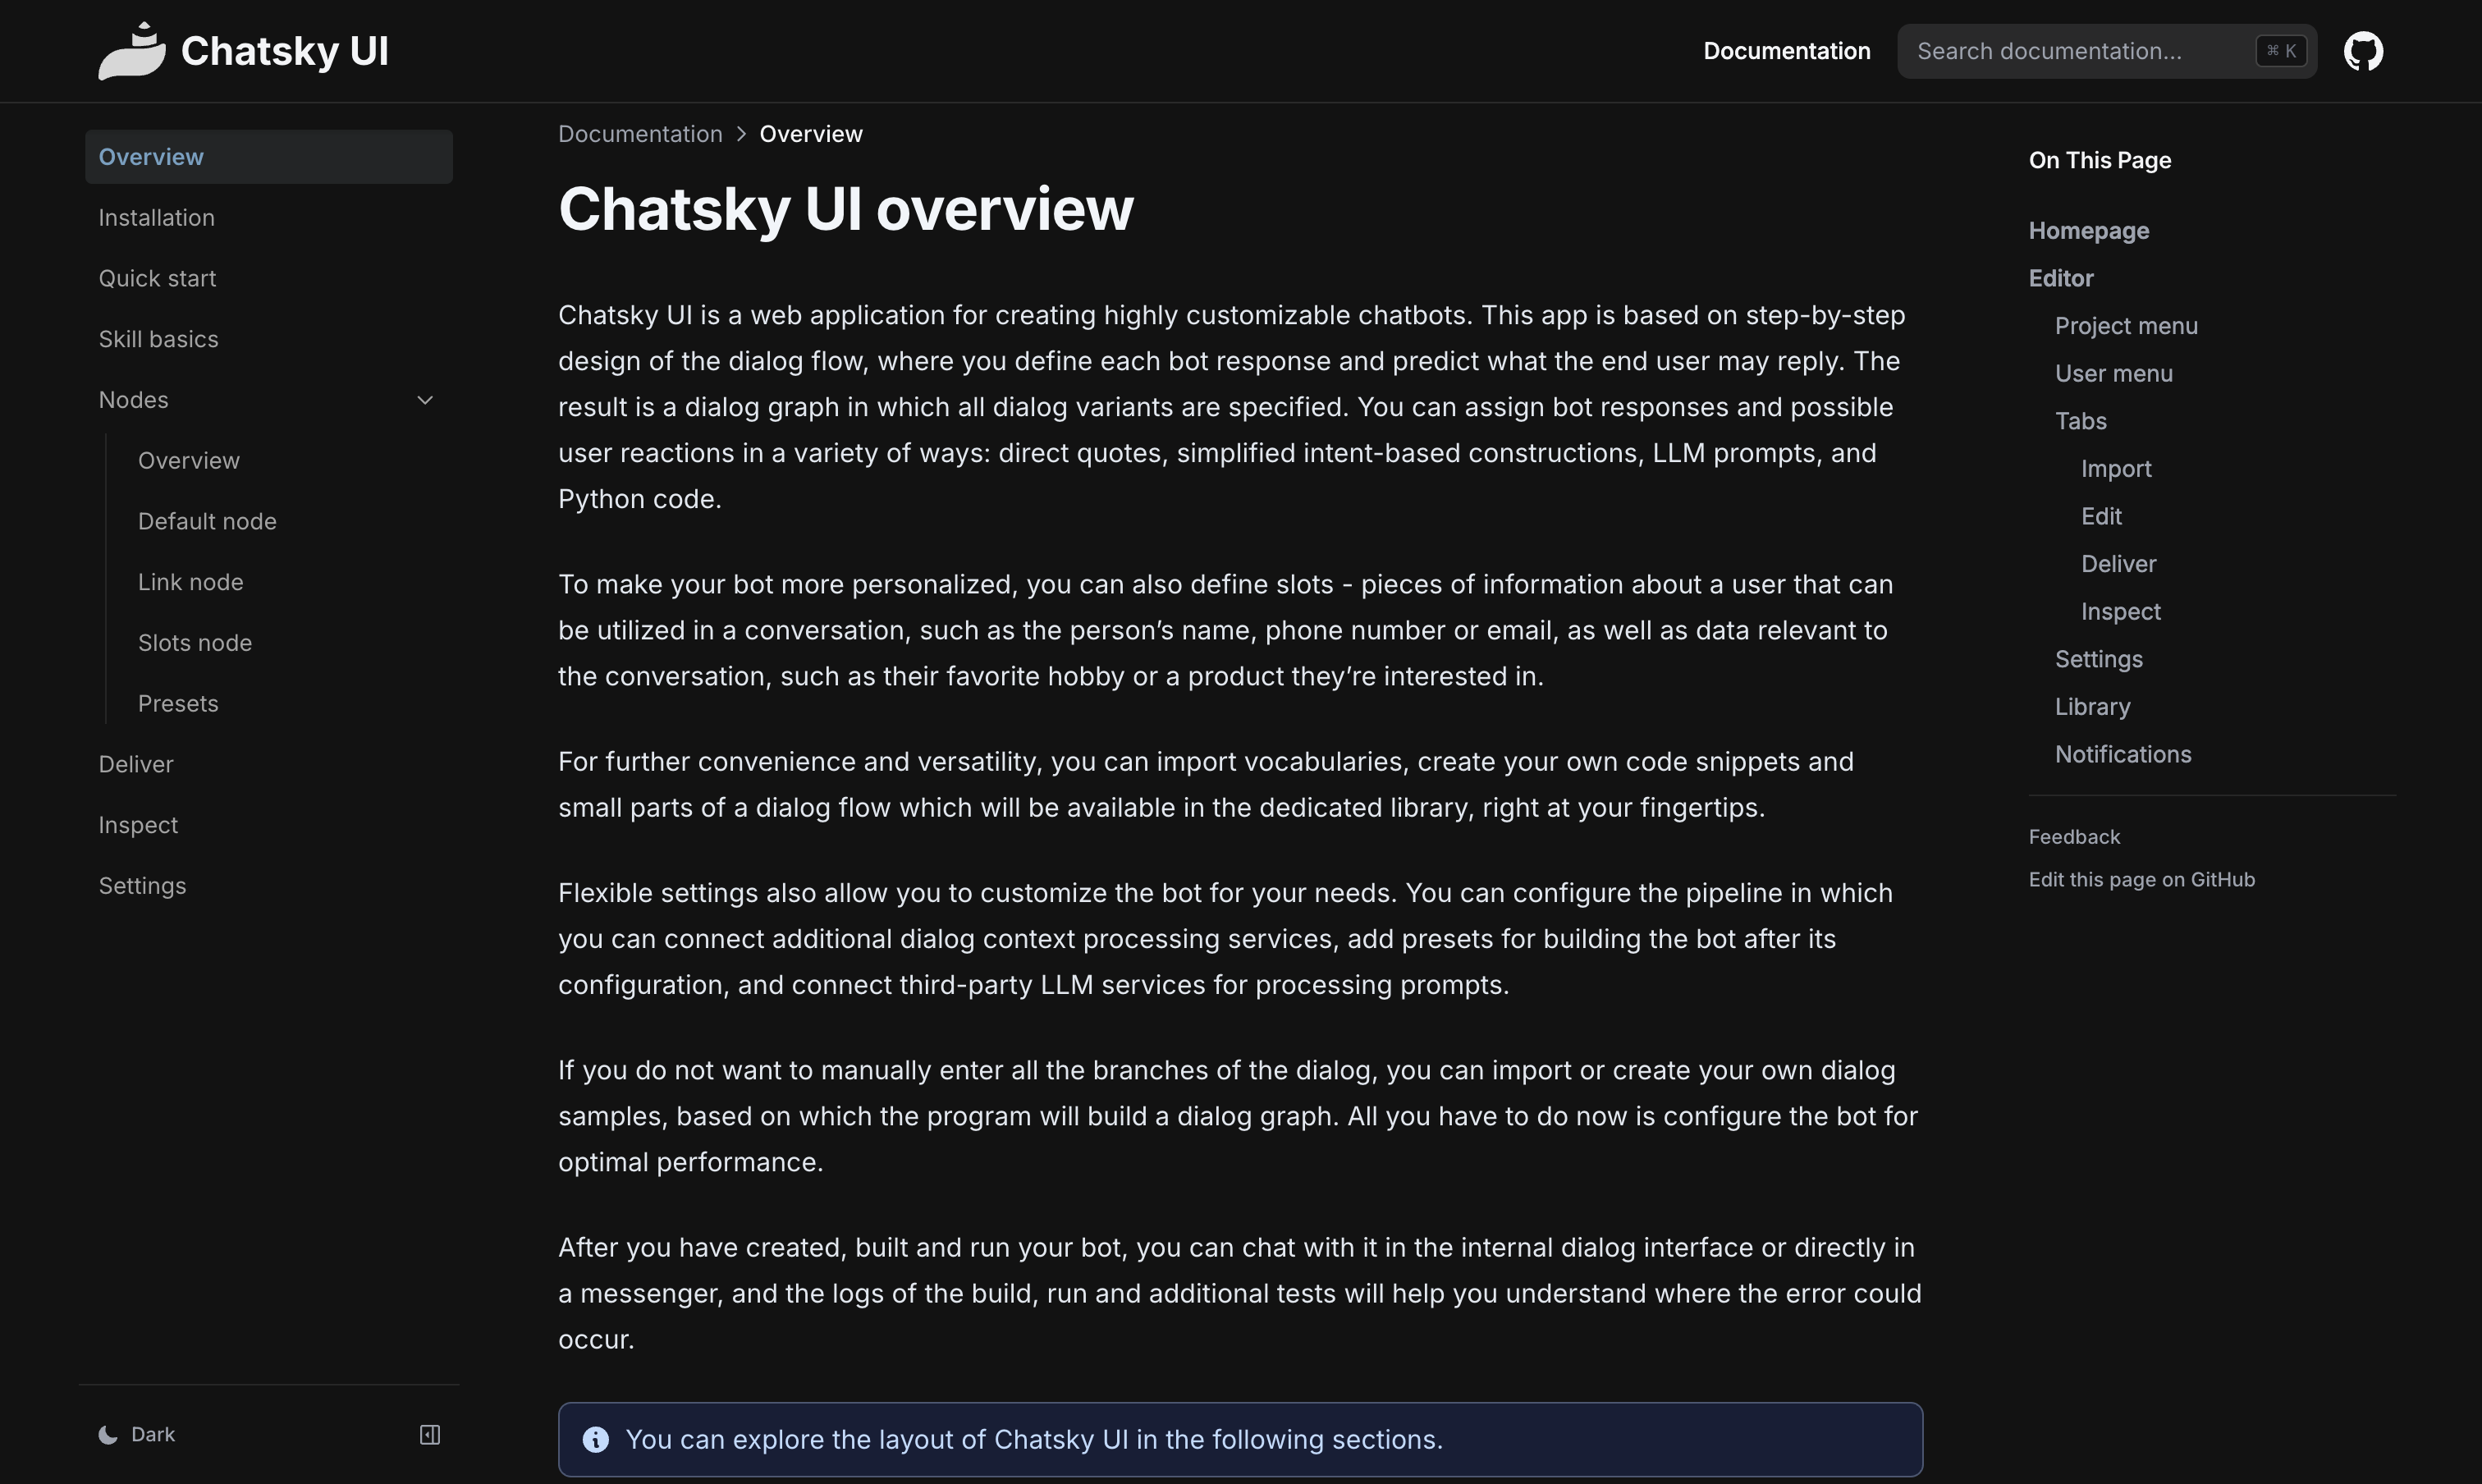 Chatsky UI
Documentation
Search documentation...
⌘ K
Overview
Installation
Quick start
Skill basics
Nodes
Overview
Default node
Link node
Slots node
Presets
Deliver
Inspect
Settings
Dark
Documentation > Overview
Chatsky UI overview
Chatsky UI is a web application for creating highly customizable chatbots. This app is based on step-by-step
design of the dialog flow, where you define each bot response and predict what the end user may reply. The
result is a dialog graph in which all dialog variants are specified. You can assign bot responses and possible
user reactions in a variety of ways: direct quotes, simplified intent-based constructions, LLM prompts, and
Python code.
To make your bot more personalized, you can also define slots - pieces of information about a user that can
be utilized in a conversation, such as the person’s name, phone number or email, as well as data relevant to
the conversation, such as their favorite hobby or a product they’re interested in.
For further convenience and versatility, you can import vocabularies, create your own code snippets and
small parts of a dialog flow which will be available in the dedicated library, right at your fingertips.
Flexible settings also allow you to customize the bot for your needs. You can configure the pipeline in which
you can connect additional dialog context processing services, add presets for building the bot after its
configuration, and connect third-party LLM services for processing prompts.
If you do not want to manually enter all the branches of the dialog, you can import or create your own dialog
samples, based on which the program will build a dialog graph. All you have to do now is configure the bot for
optimal performance.
After you have created, built and run your bot, you can chat with it in the internal dialog interface or directly in
a messenger, and the logs of the build, run and additional tests will help you understand where the error could
occur.
You can explore the layout of Chatsky UI in the following sections.
On This Page
Homepage
Editor
Project menu
User menu
Tabs
Import
Edit
Deliver
Inspect
Settings
Library
Notifications
Feedback
Edit this page on GitHub